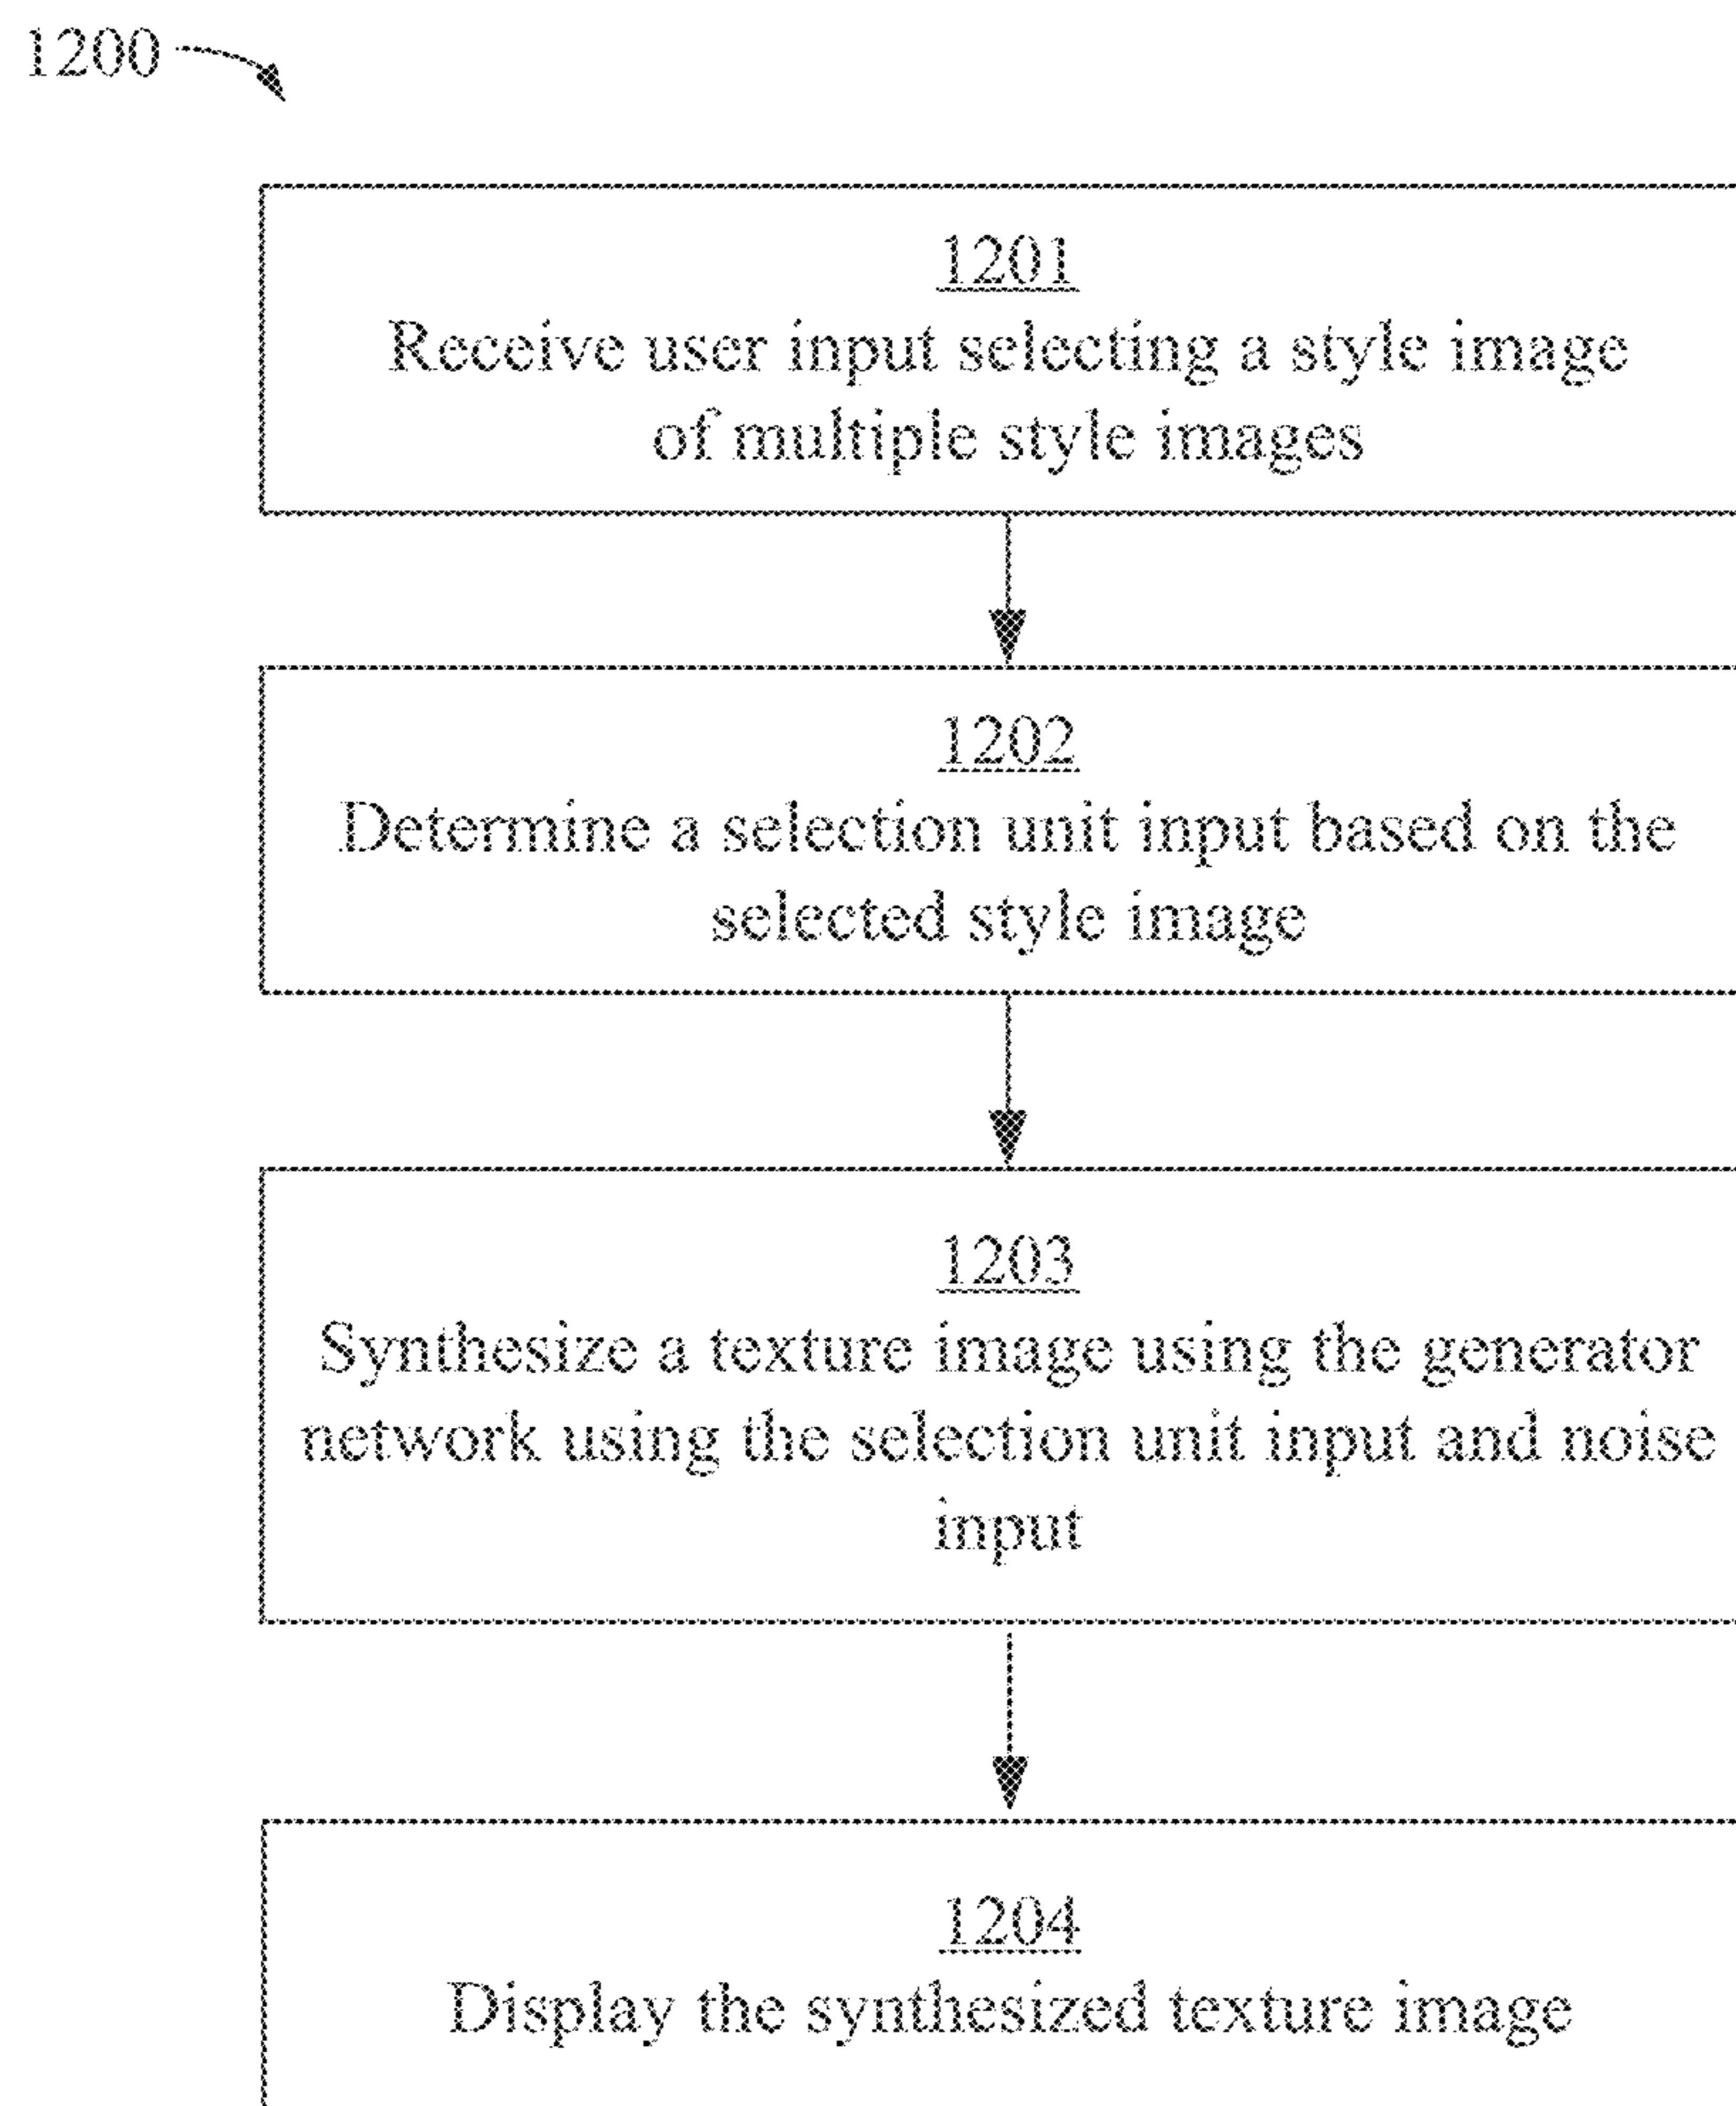 1200
1201
Receive user input selecting a style image
of multiple style images
1202
Determine a selection unit input based on the
selected style image
1203
Synthesize a texture image using the generator
network using the selection unit input and noise
input
1204
Display the synthesized texture image